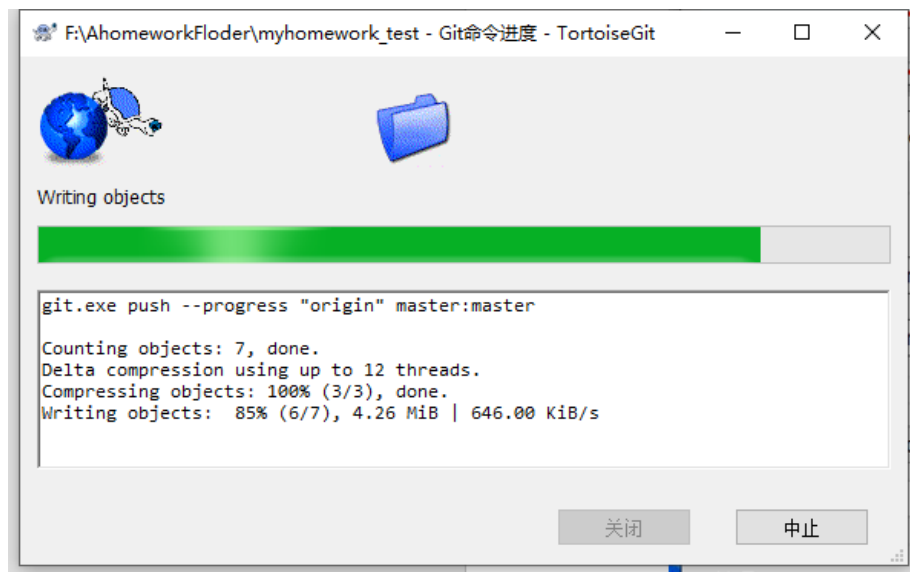 F:\AhomeworkFloder\myhomework_test - Git命令进度 - TortoiseGit
Writing objects
git.exe push --progress "origin" master:master
Counting objects: 7, done.
Delta compression using up to 12 threads.
Compressing objects: 100% (3/3), done.
Writing objects:  85% (6/7), 4.26 MiB | 646.00 KiB/s
关闭 中止